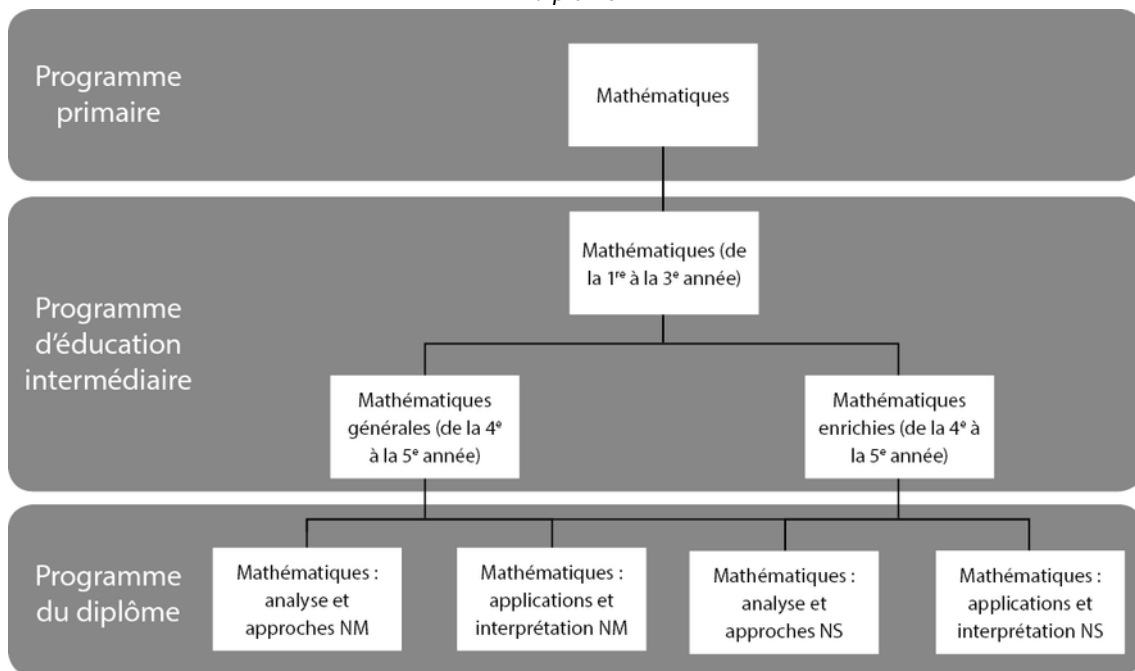 Programme
primaire
Mathématiques
Programme
d'éducation
intermédiaire
Mathématiques (de
la 1re à la 3e année)
Mathématiques
générales (de la 4e
à la 5e année)
Mathématiques
enrichies (de la 4e à
la 5e année)
Programme
du diplôme
Mathématiques :
analyse et
approches NM
Mathématiques :
applications et
interprétation NM
Mathématiques :
analyse et
approches NS
Mathématiques :
applications et
interprétation NS